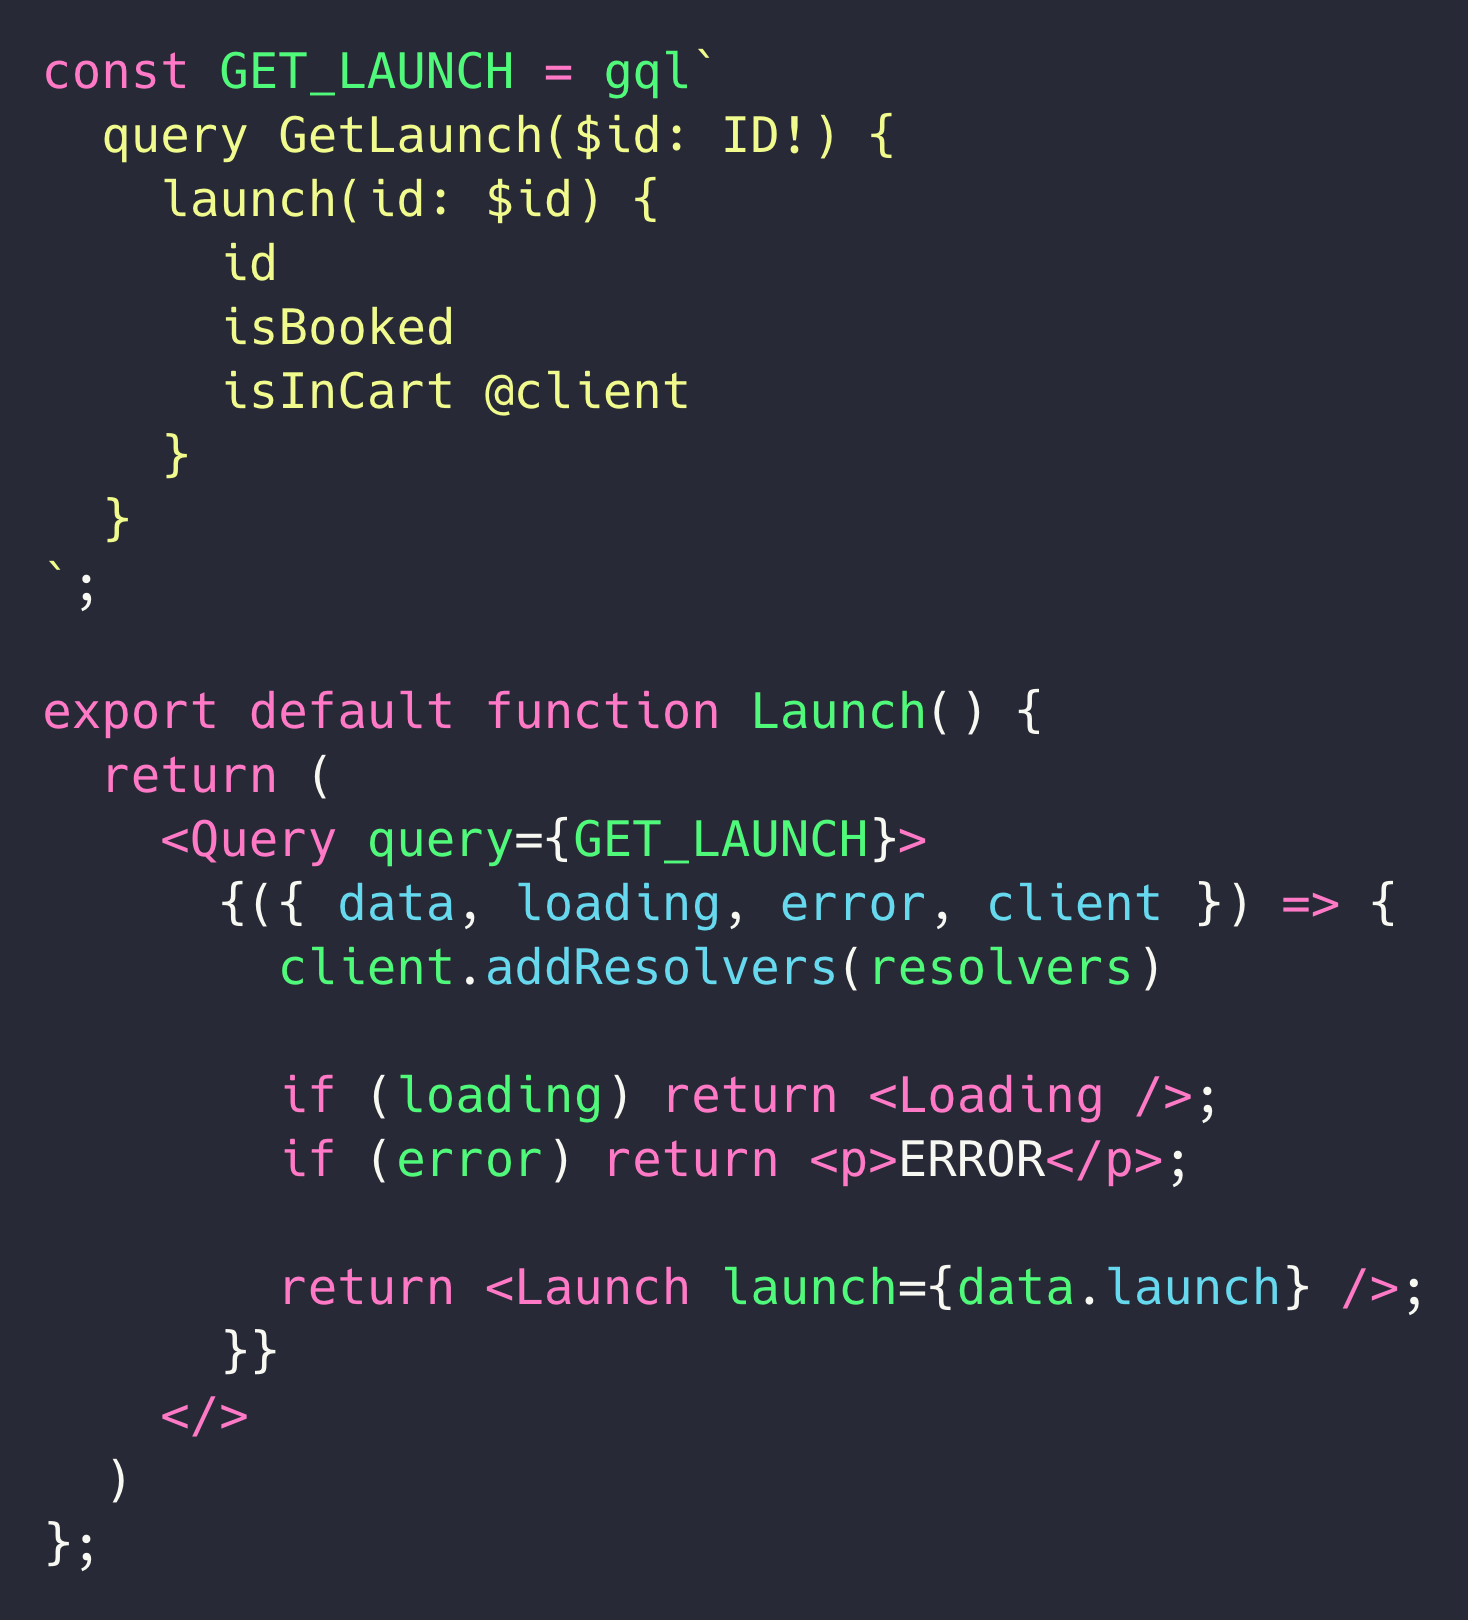 const GET_LAUNCH = gql`
  query GetLaunch($id: ID!) {
    launch(id: $id) {
      id
      isBooked
      isInCart @client
    }
  }
`;

export default function Launch() {
  return (
    <Query query={GET_LAUNCH}>
      {({ data, loading, error, client }) => {
        client.addResolvers(resolvers)

        if (loading) return <Loading />;
        if (error) return <p>ERROR</p>;

        return <Launch launch={data.launch} />;
      }}
    </>
  )
};